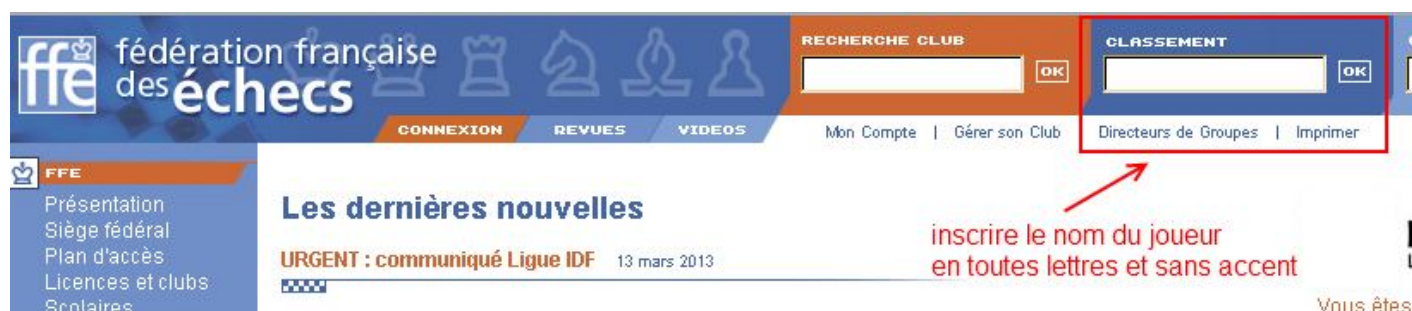 ffe
fédération française
des échecs
RECHERCHE CLUB
OK
CLASSEMENT
OK
CONNEXION REVUES VIDEOS
Mon Compte | Gérer son Club
Directeurs de Groupes | Imprimer
FFE
Présentation
Siège fédéral
Plan d'accès
Licences et clubs
Scolaires
Les dernières nouvelles
URGENT : communiqué Ligue IDF 13 mars 2013
inscrire le nom du joueur
en toutes lettres et sans accent
Vous êtes